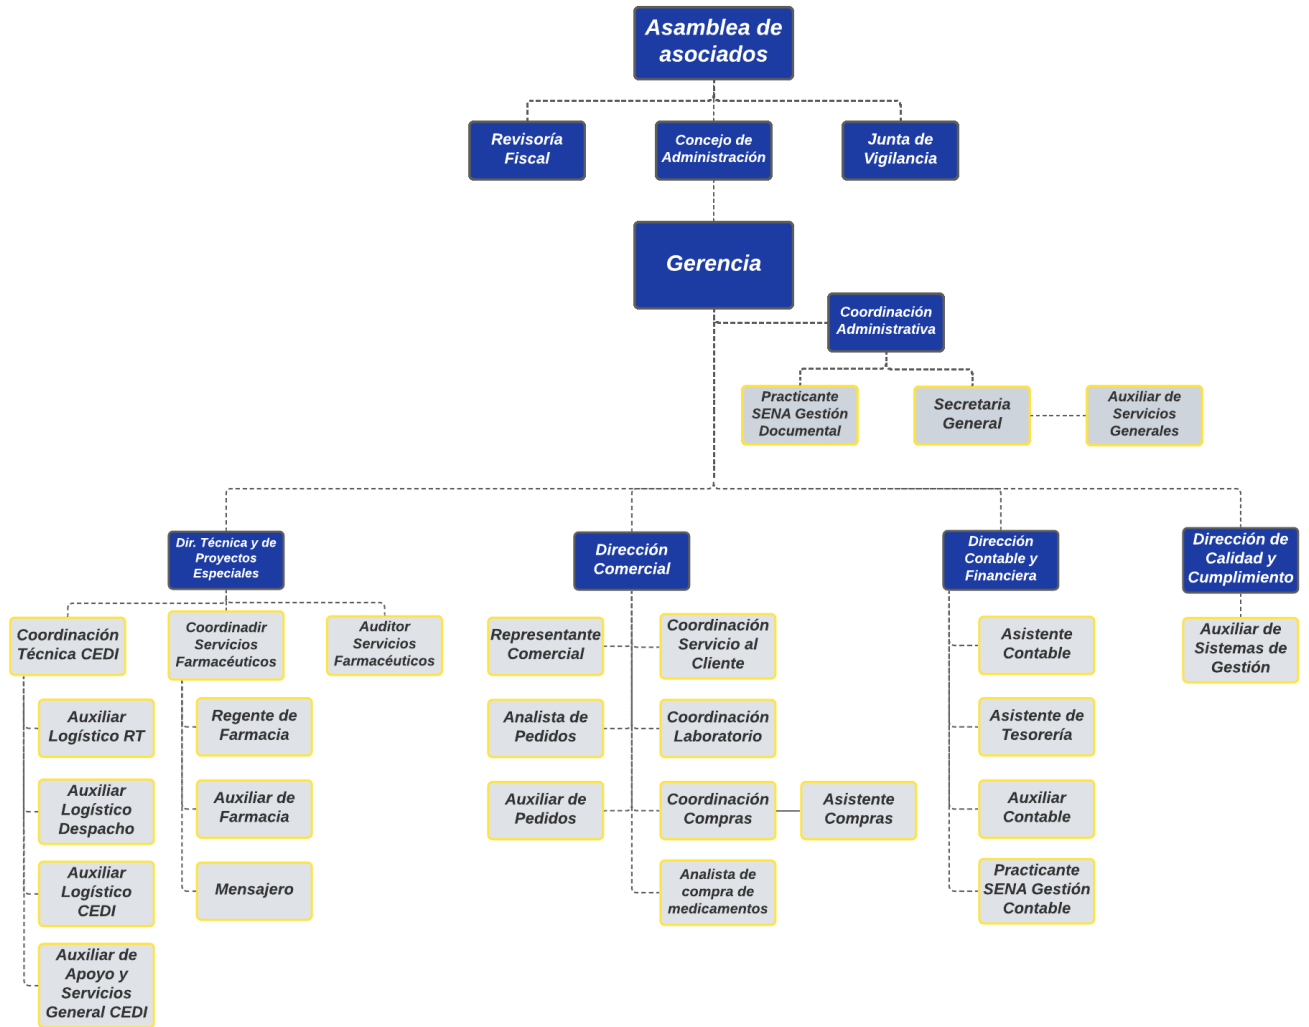 Asamblea de
asociados
Revisoría
Fiscal
Concejo de
Administración
Junta de
Vigilancia
Gerencia
Coordinación
Administrativa
Practicante
SENA Gestión
Documental
Secretaria
General
Auxiliar de
Servicios
Generales
Dir. Técnica y de
Proyectos
Especiales
Dirección
Comercial
Dirección
Contable y
Financiera
Dirección de
Calidad y
Cumplimiento
Coordinación
Técnica CEDI
Coordinadir
Servicios
Farmacéuticos
Auditor
Servicios
Farmacéuticos
Representante
Comercial
Coordinación
Servicio al
Cliente
Asistente
Contable
Auxiliar de
Sistemas de
Gestión
Auxiliar
Logístico RT
Regente de
Farmacia
Analista de
Pedidos
Coordinación
Laboratorio
Asistente de
Tesorería
Auxiliar
Logístico
Despacho
Auxiliar de
Farmacia
Auxiliar de
Pedidos
Coordinación
Compras
Asistente
Compras
Auxiliar
Contable
Auxiliar
Logístico
CEDI
Mensajero
Analista de
compra de
medicamentos
Practicante
SENA Gestión
Contable
Auxiliar de
Apoyo y
Servicios
General CEDI